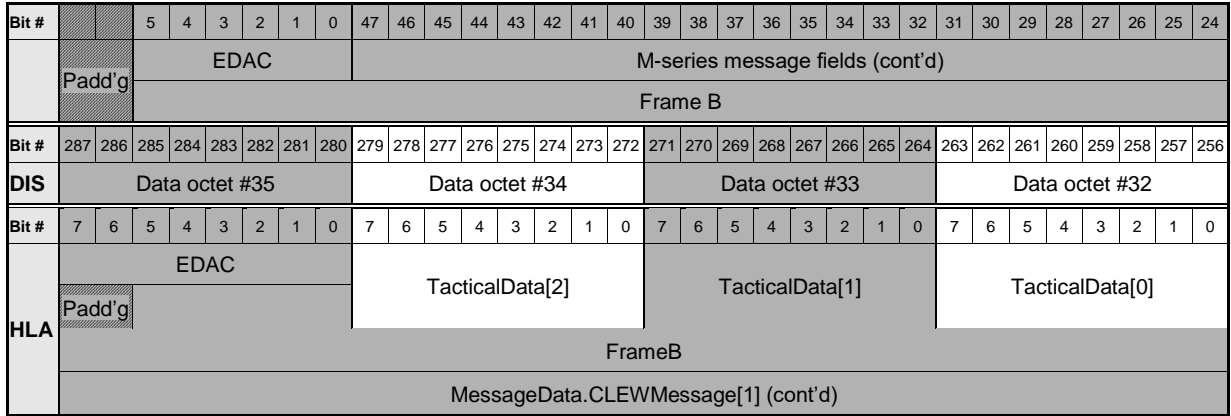 Bit # 5 4 3 2 1 0 47 46 45 44 43 42 41 40 39 38 37 36 35 34 33 32 31 30 29 28 27 26 25 24
Padd'g EDAC M-series message fields (cont'd)
Frame B
Bit # 287 286 285 284 283 282 281 280 279 278 277 276 275 274 273 272 271 270 269 268 267 266 265 264 263 262 261 260 259 258 257 256
DIS Data octet #35 Data octet #34 Data octet #33 Data octet #32
Bit # 7 6 5 4 3 2 1 0 7 6 5 4 3 2 1 0 7 6 5 4 3 2 1 0 7 6 5 4 3 2 1 0
HLA EDAC TacticalData[2] TacticalData[1] TacticalData[0]
Padd'g
FrameB
MessageData.CLEWMessage[1] (cont'd)